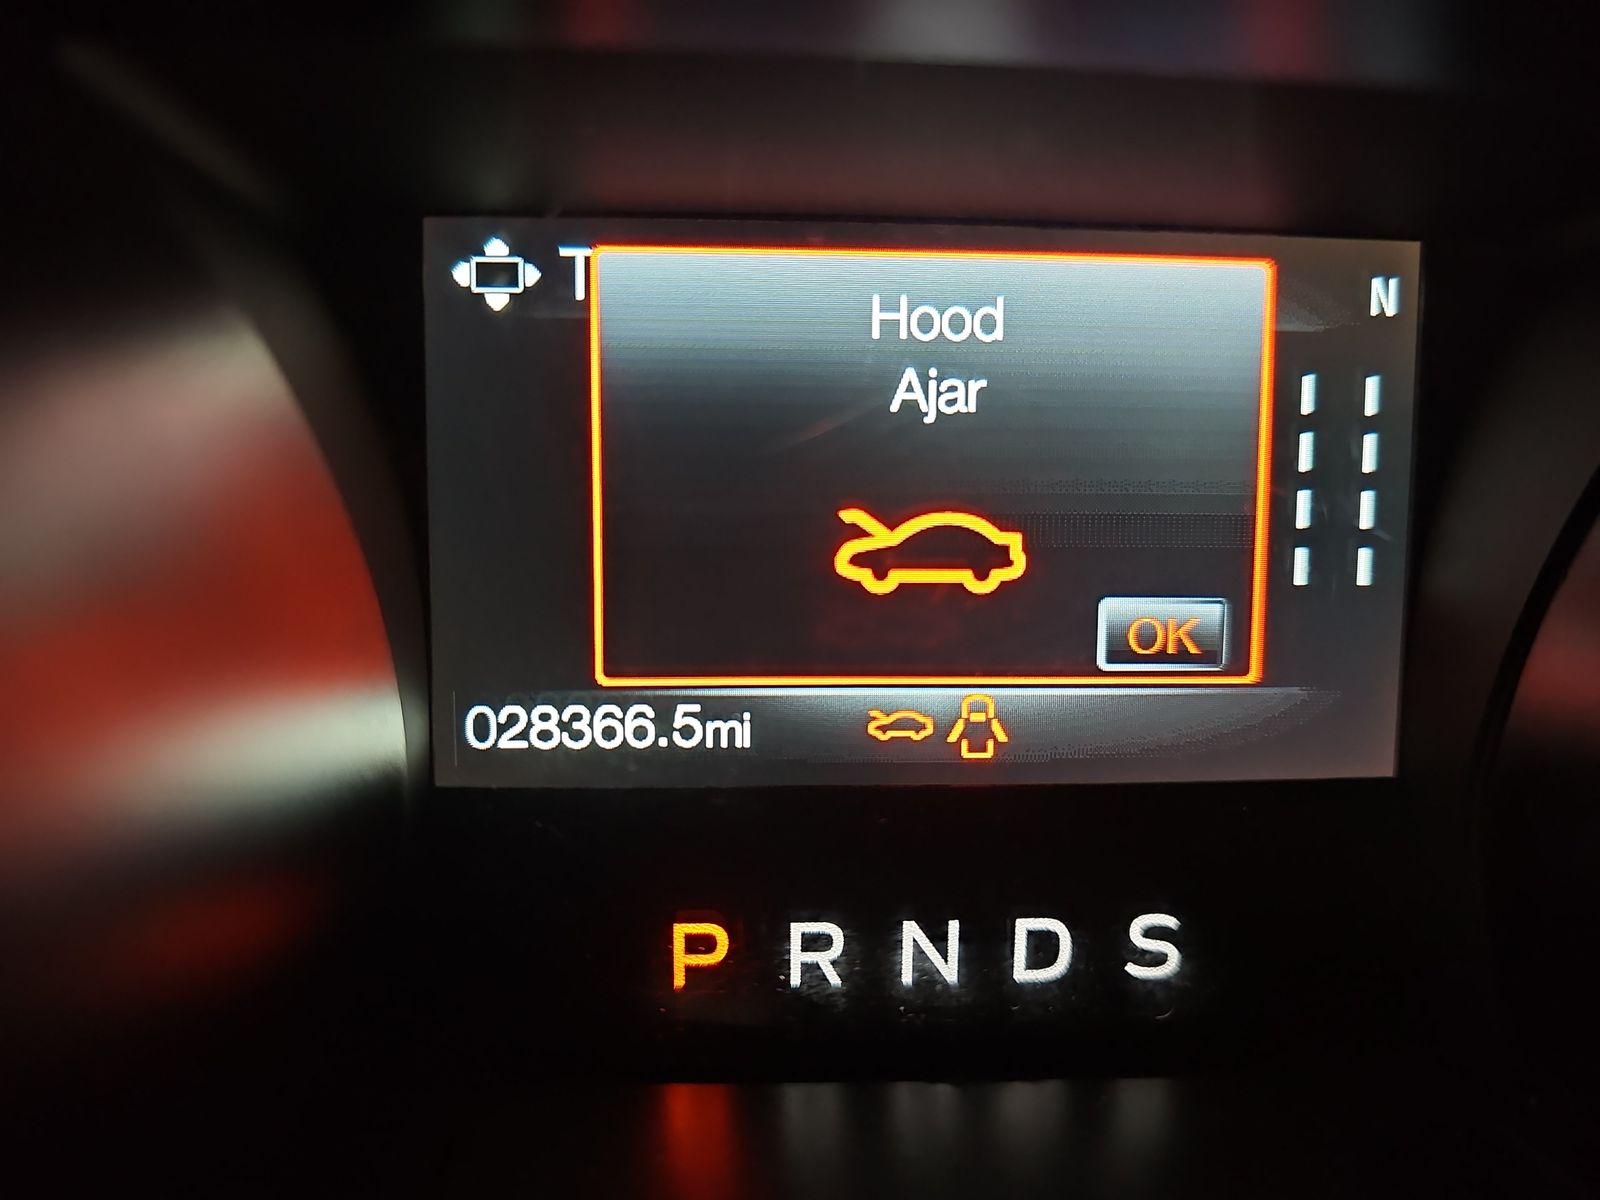 T
N
Hood
Ajar
OK
028366.5mi
P R N D S